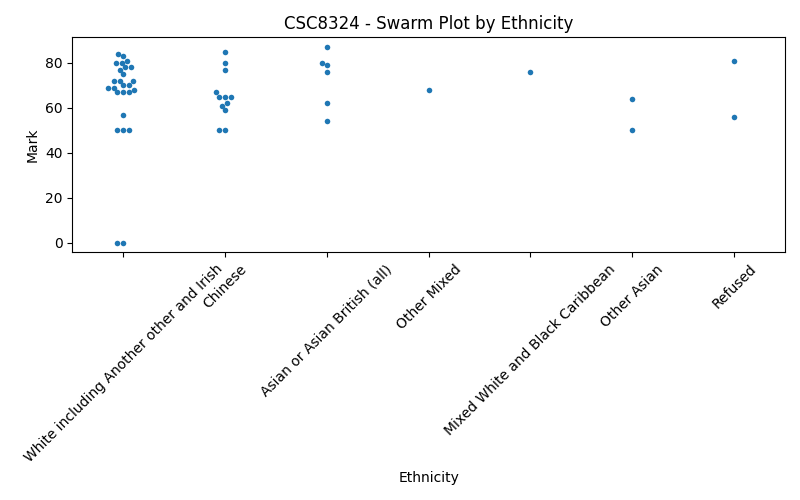 CSC8324 - Swarm Plot by Ethnicity
Mark
80
60
40
20
0
White including Another other and Irish
Chinese
Asian or Asian British (all)
Other Mixed
Mixed White and Black Caribbean
Other Asian
Refused
Ethnicity